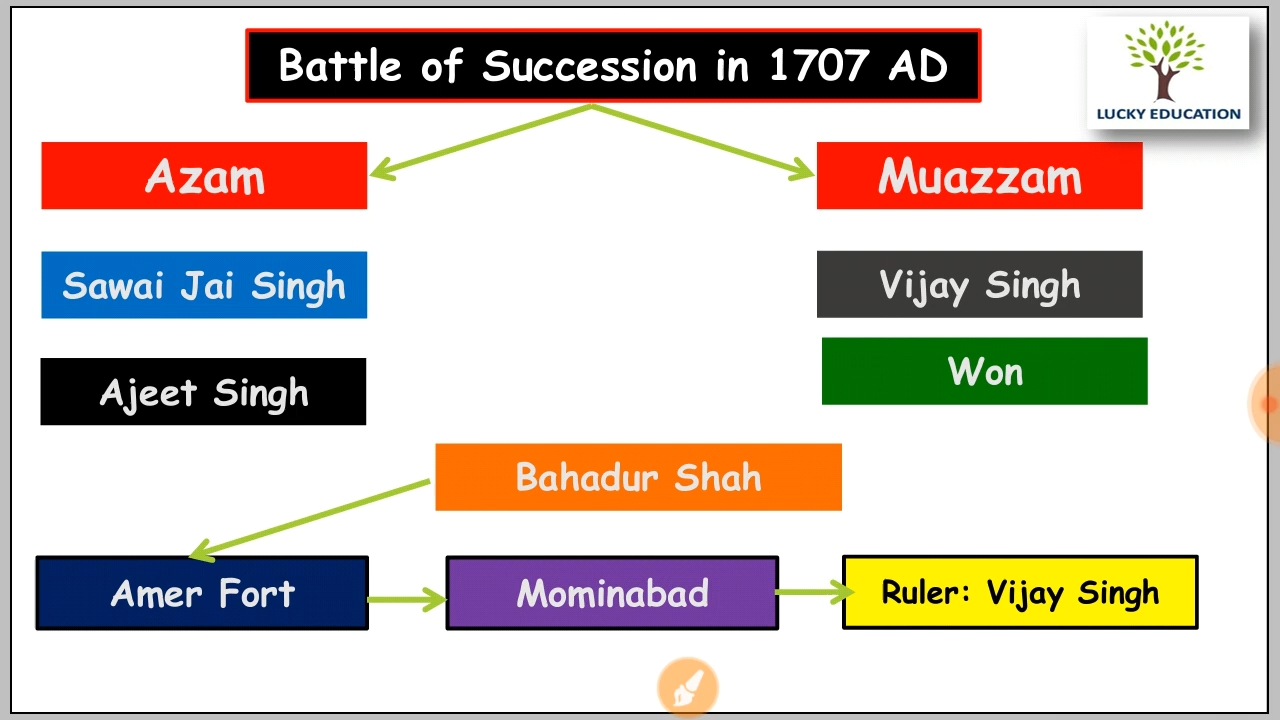 Battle of Succession in 1707 AD
LUCKY EDUCATION
Azam
Muazzam
Sawai Jai Singh
Vijay Singh
Ajeet Singh
Won
Bahadur Shah
Amer Fort
Mominabad
Ruler: Vijay Singh